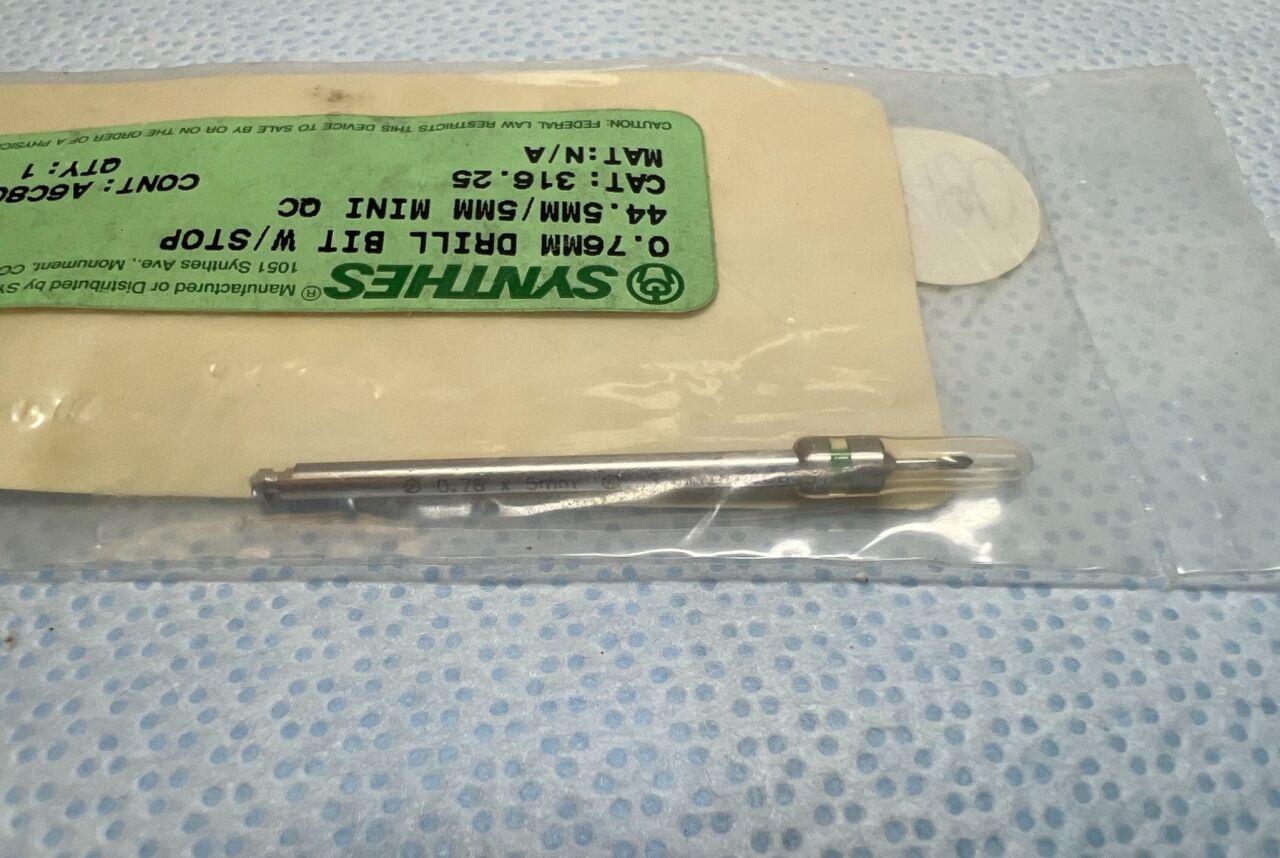 SYNTHES® Manufactured or Distributed by
1051 Synthes Ave., Monument, CO
0.76MM DRILL BIT W/STOP
44.5MM/5MM MINI QC
CAT: 316.25 CONT: A6C8
MAT:N/A QTY: 1
CAUTION: FEDERAL LAW RESTRICTS THIS DEVICE TO SALE BY OR ON THE ORDER OF A
Ø 0.76 x 5mm